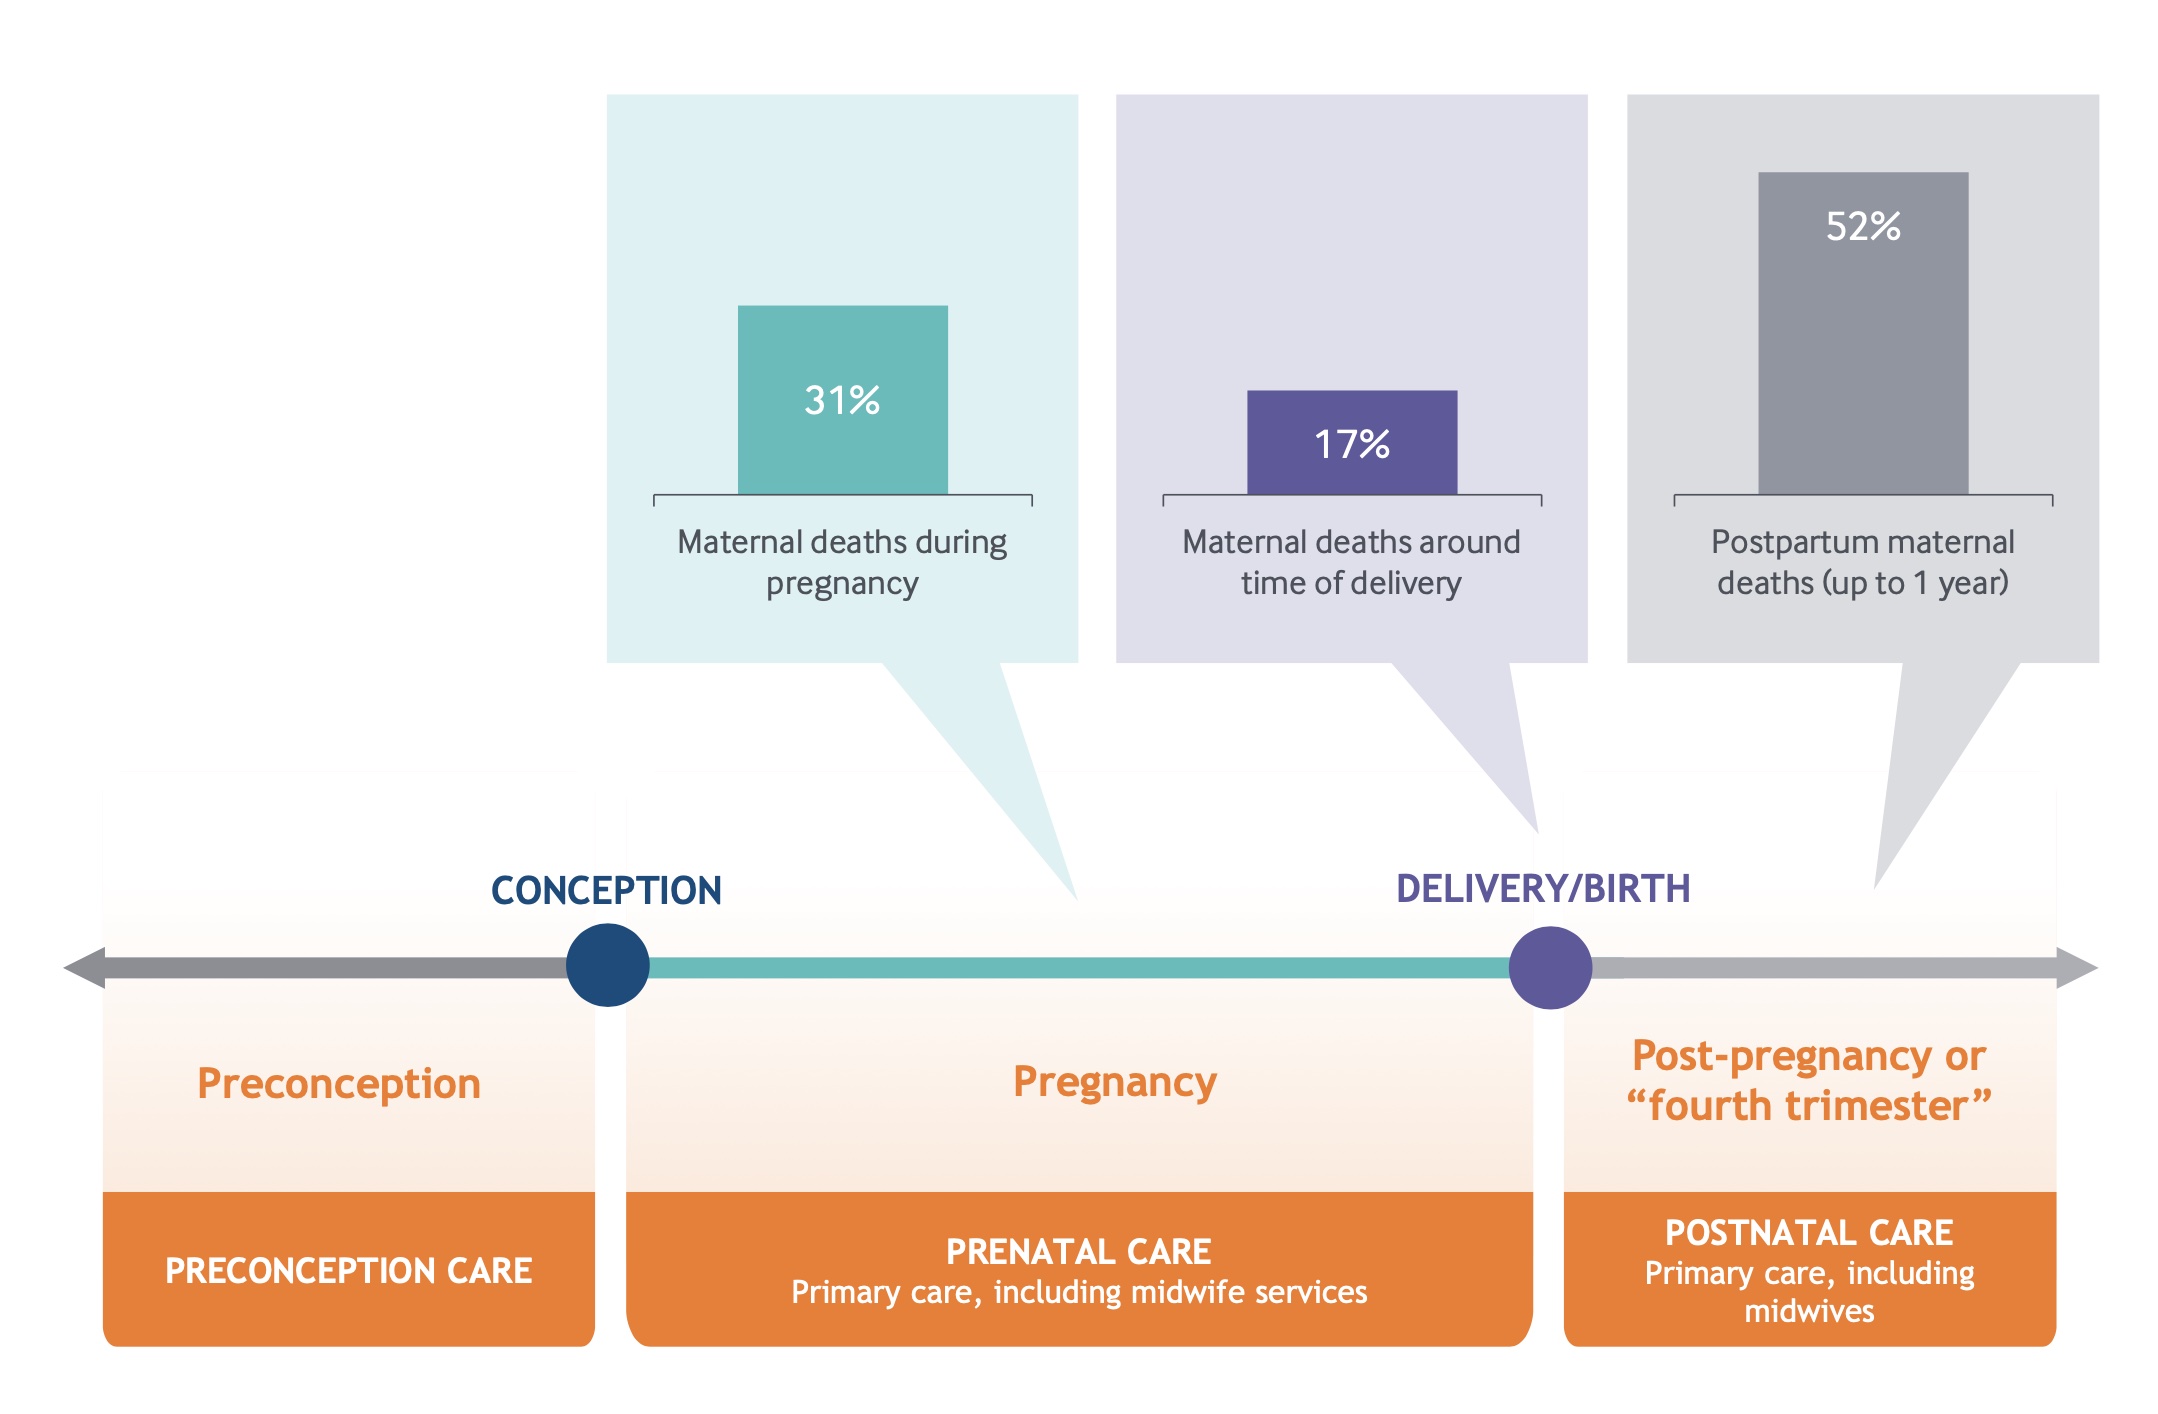 31%
Maternal deaths during
pregnancy
17%
Maternal deaths around
time of delivery
52%
Postpartum maternal
deaths (up to 1 year)
CONCEPTION
DELIVERY/BIRTH
Preconception
Pregnancy
Post-pregnancy or
“fourth trimester”
PRECONCEPTION CARE
PRENATAL CARE
Primary care, including midwife services
POSTNATAL CARE
Primary care, including
midwives